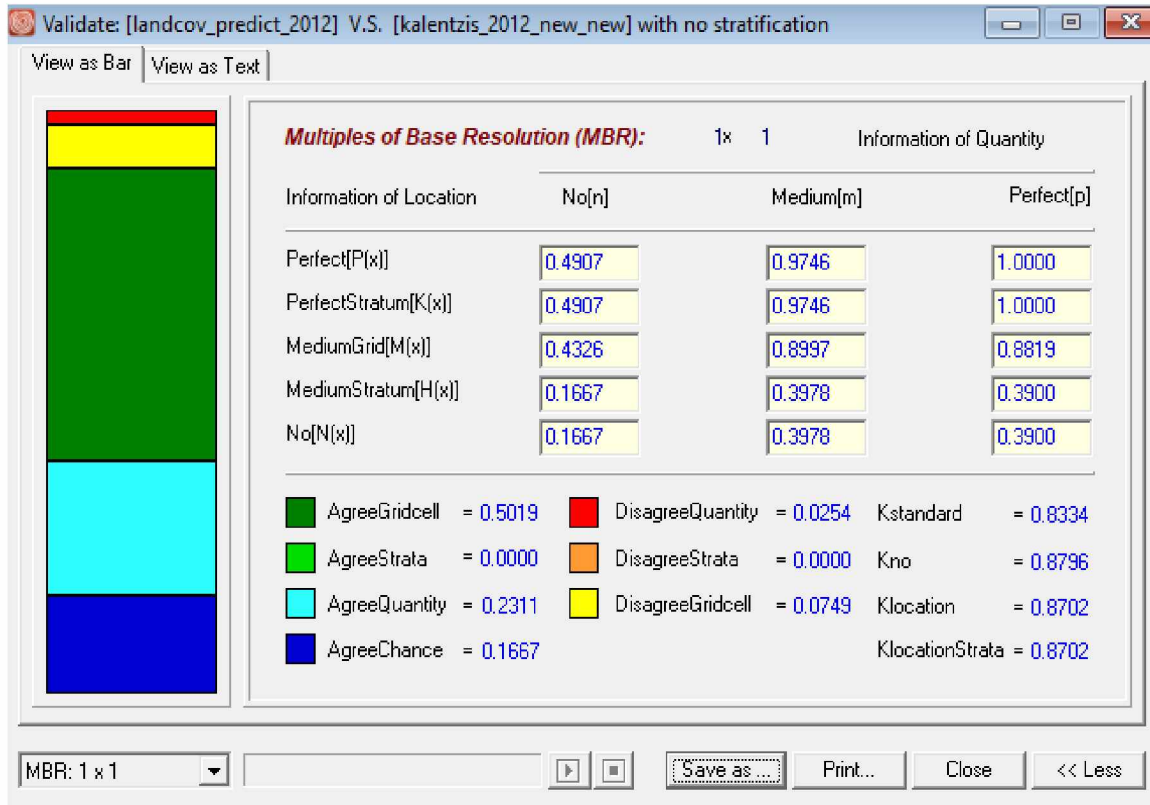 Validate: [landcov_predict_2012] V.S. [kalentzis_2012_new_new] with no stratification
View as Bar View as Text
Multiples of Base Resolution (MBR): 1x 1 Information of Quantity
Information of Location No[n] Medium[m] Perfect[p]
Perfect[P(x)] 0.4907 0.9746 1.0000
PerfectStratum[K(x)] 0.4907 0.9746 1.0000
MediumGrid[M(x)] 0.4326 0.8997 0.8819
MediumStratum[H(x)] 0.1667 0.3978 0.3900
No[N(x)] 0.1667 0.3978 0.3900
AgreeGridcell = 0.5019 DisagreeQuantity = 0.0254 Kstandard = 0.8334
AgreeStrata = 0.0000 DisagreeStrata = 0.0000 Kno = 0.8796
AgreeQuantity = 0.2311 DisagreeGridcell = 0.0749 Klocation = 0.8702
AgreeChance = 0.1667 KlocationStrata = 0.8702
MBR: 1 x 1 Save as ... Print... Close << Less